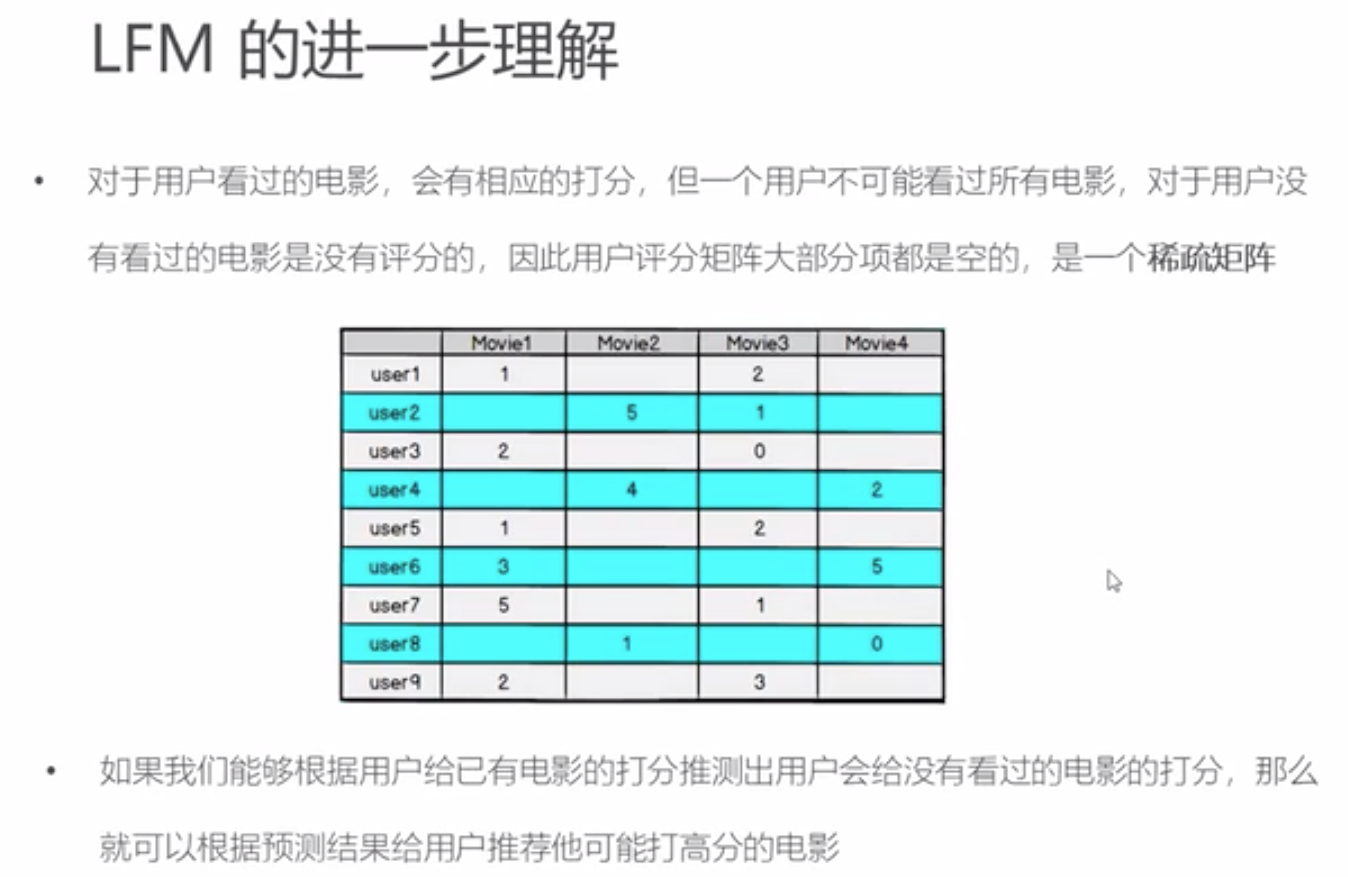 LFM 的进一步理解
• 对于用户看过的电影，会有相应的打分，但一个用户不可能看过所有电影，对于用户没
有看过的电影是没有评分的，因此用户评分矩阵大部分项都是空的，是一个稀疏矩阵
Movie1 Movie2 Movie3 Movie4
user1 1 2
user2 5 1
user3 2 0
user4 4 2
user5 1 2
user6 3 5
user7 5 1
user8 1 0
user9 2 3
• 如果我们能够根据用户给已有电影的打分推测出用户会给没有看过的电影的打分，那么
就可以根据预测结果给用户推荐他可能打高分的电影